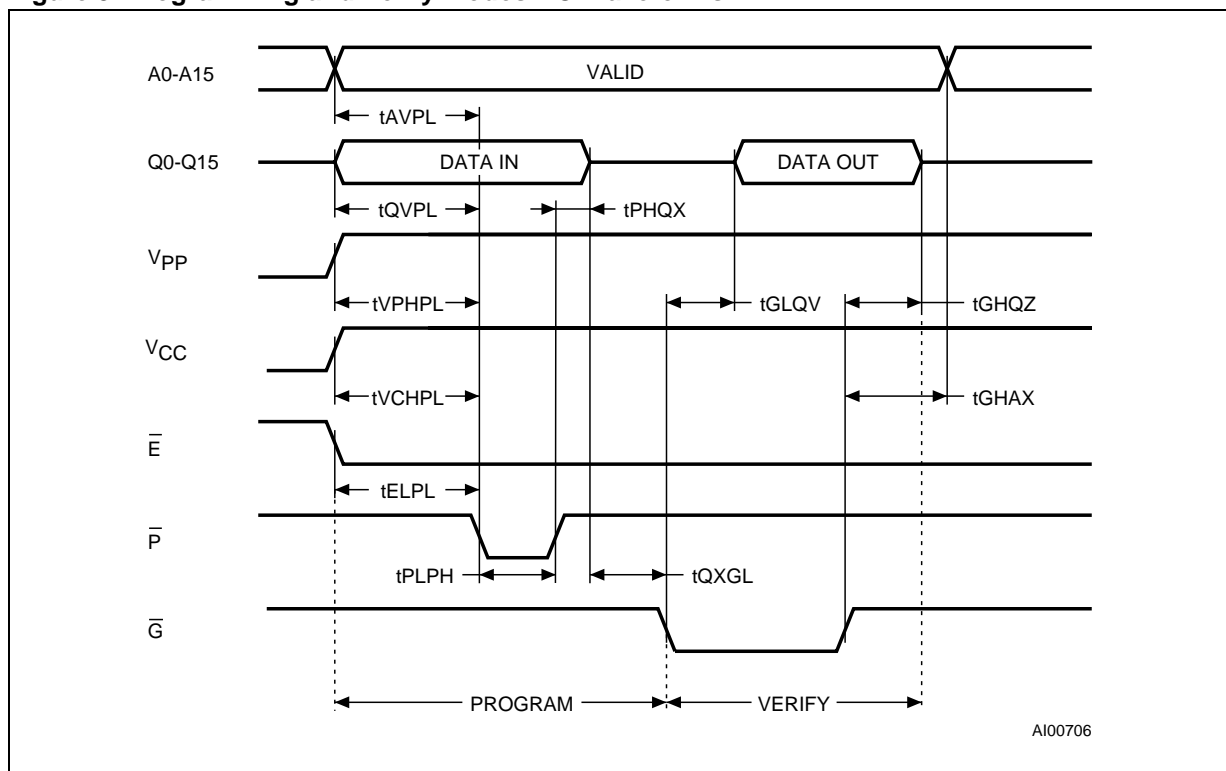 A0-A15
VALID
tAVPL
Q0-Q15
DATA IN
DATA OUT
tQVPL
tPHQX
VPP
tVPHPL
tGLQV
tGHQZ
VCC
tVCHPL
tGHAX
E
tELPL
P
tPLPH
tQXGL
G
PROGRAM
VERIFY
AI00706